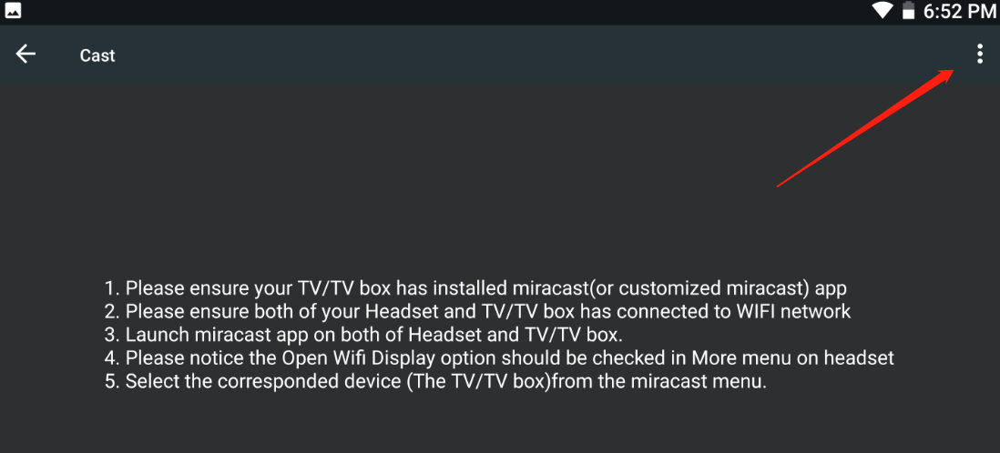 6:52 PM
Cast
1. Please ensure your TV/TV box has installed miracast(or customized miracast) app
2. Please ensure both of your Headset and TV/TV box has connected to WIFI network
3. Launch miracast app on both of Headset and TV/TV box.
4. Please notice the Open Wifi Display option should be checked in More menu on headset
5. Select the corresponded device (The TV/TV box)from the miracast menu.